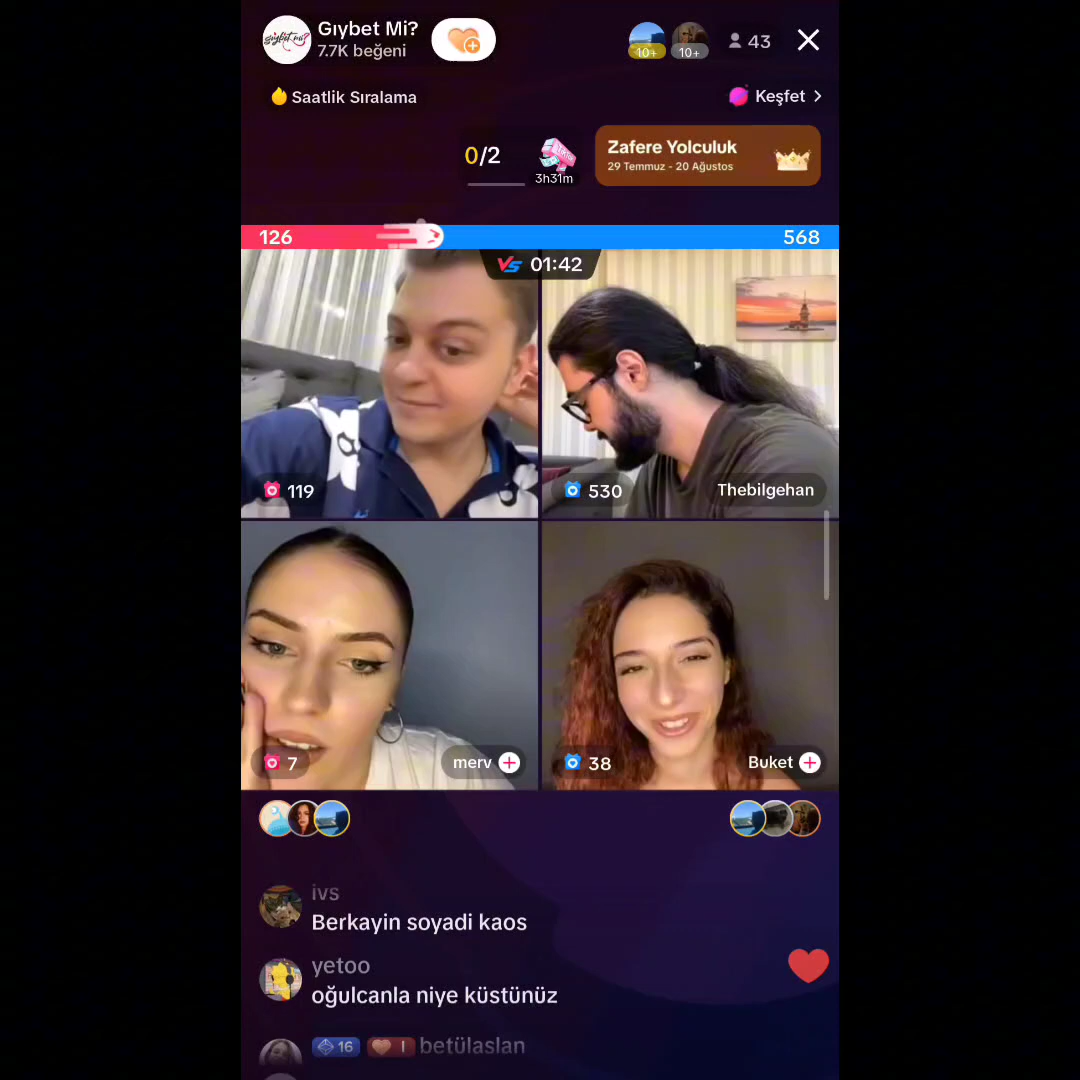 Gıybet Mi?
7.7K beğeni
10+
10+
43
Saatlik Sıralama
Keşfet
0/2
3h31m
Zafere Yolculuk
29 Temmuz - 20 Ağustos
126
568
VS 01:42
119
530
Thebilgehan
7
merv
38
Buket
ivs
Berkayin soyadi kaos
yetoo
oğulcanla niye küstünüz
16
I
betülaslan